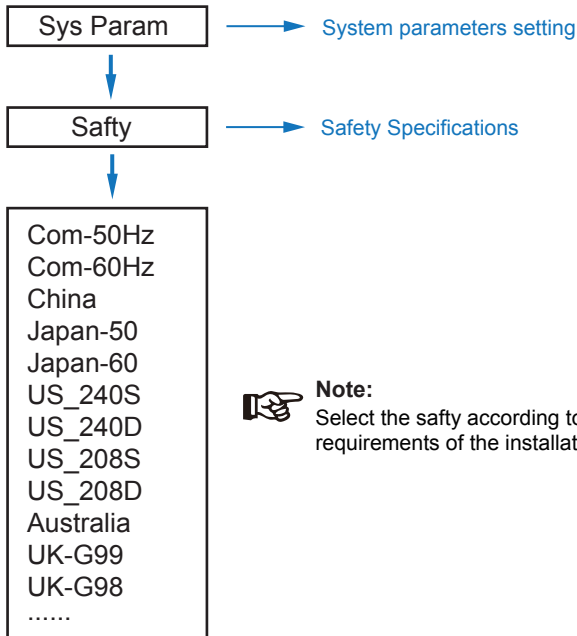 Sys Param
System parameters setting
Safty
Safety Specifications
Com-50Hz
Com-60Hz
China
Japan-50
Japan-60
US_240S
US_240D
US_208S
US_208D
Australia
UK-G99
UK-G98
......
Note:
Select the safty according to
requirements of the installat